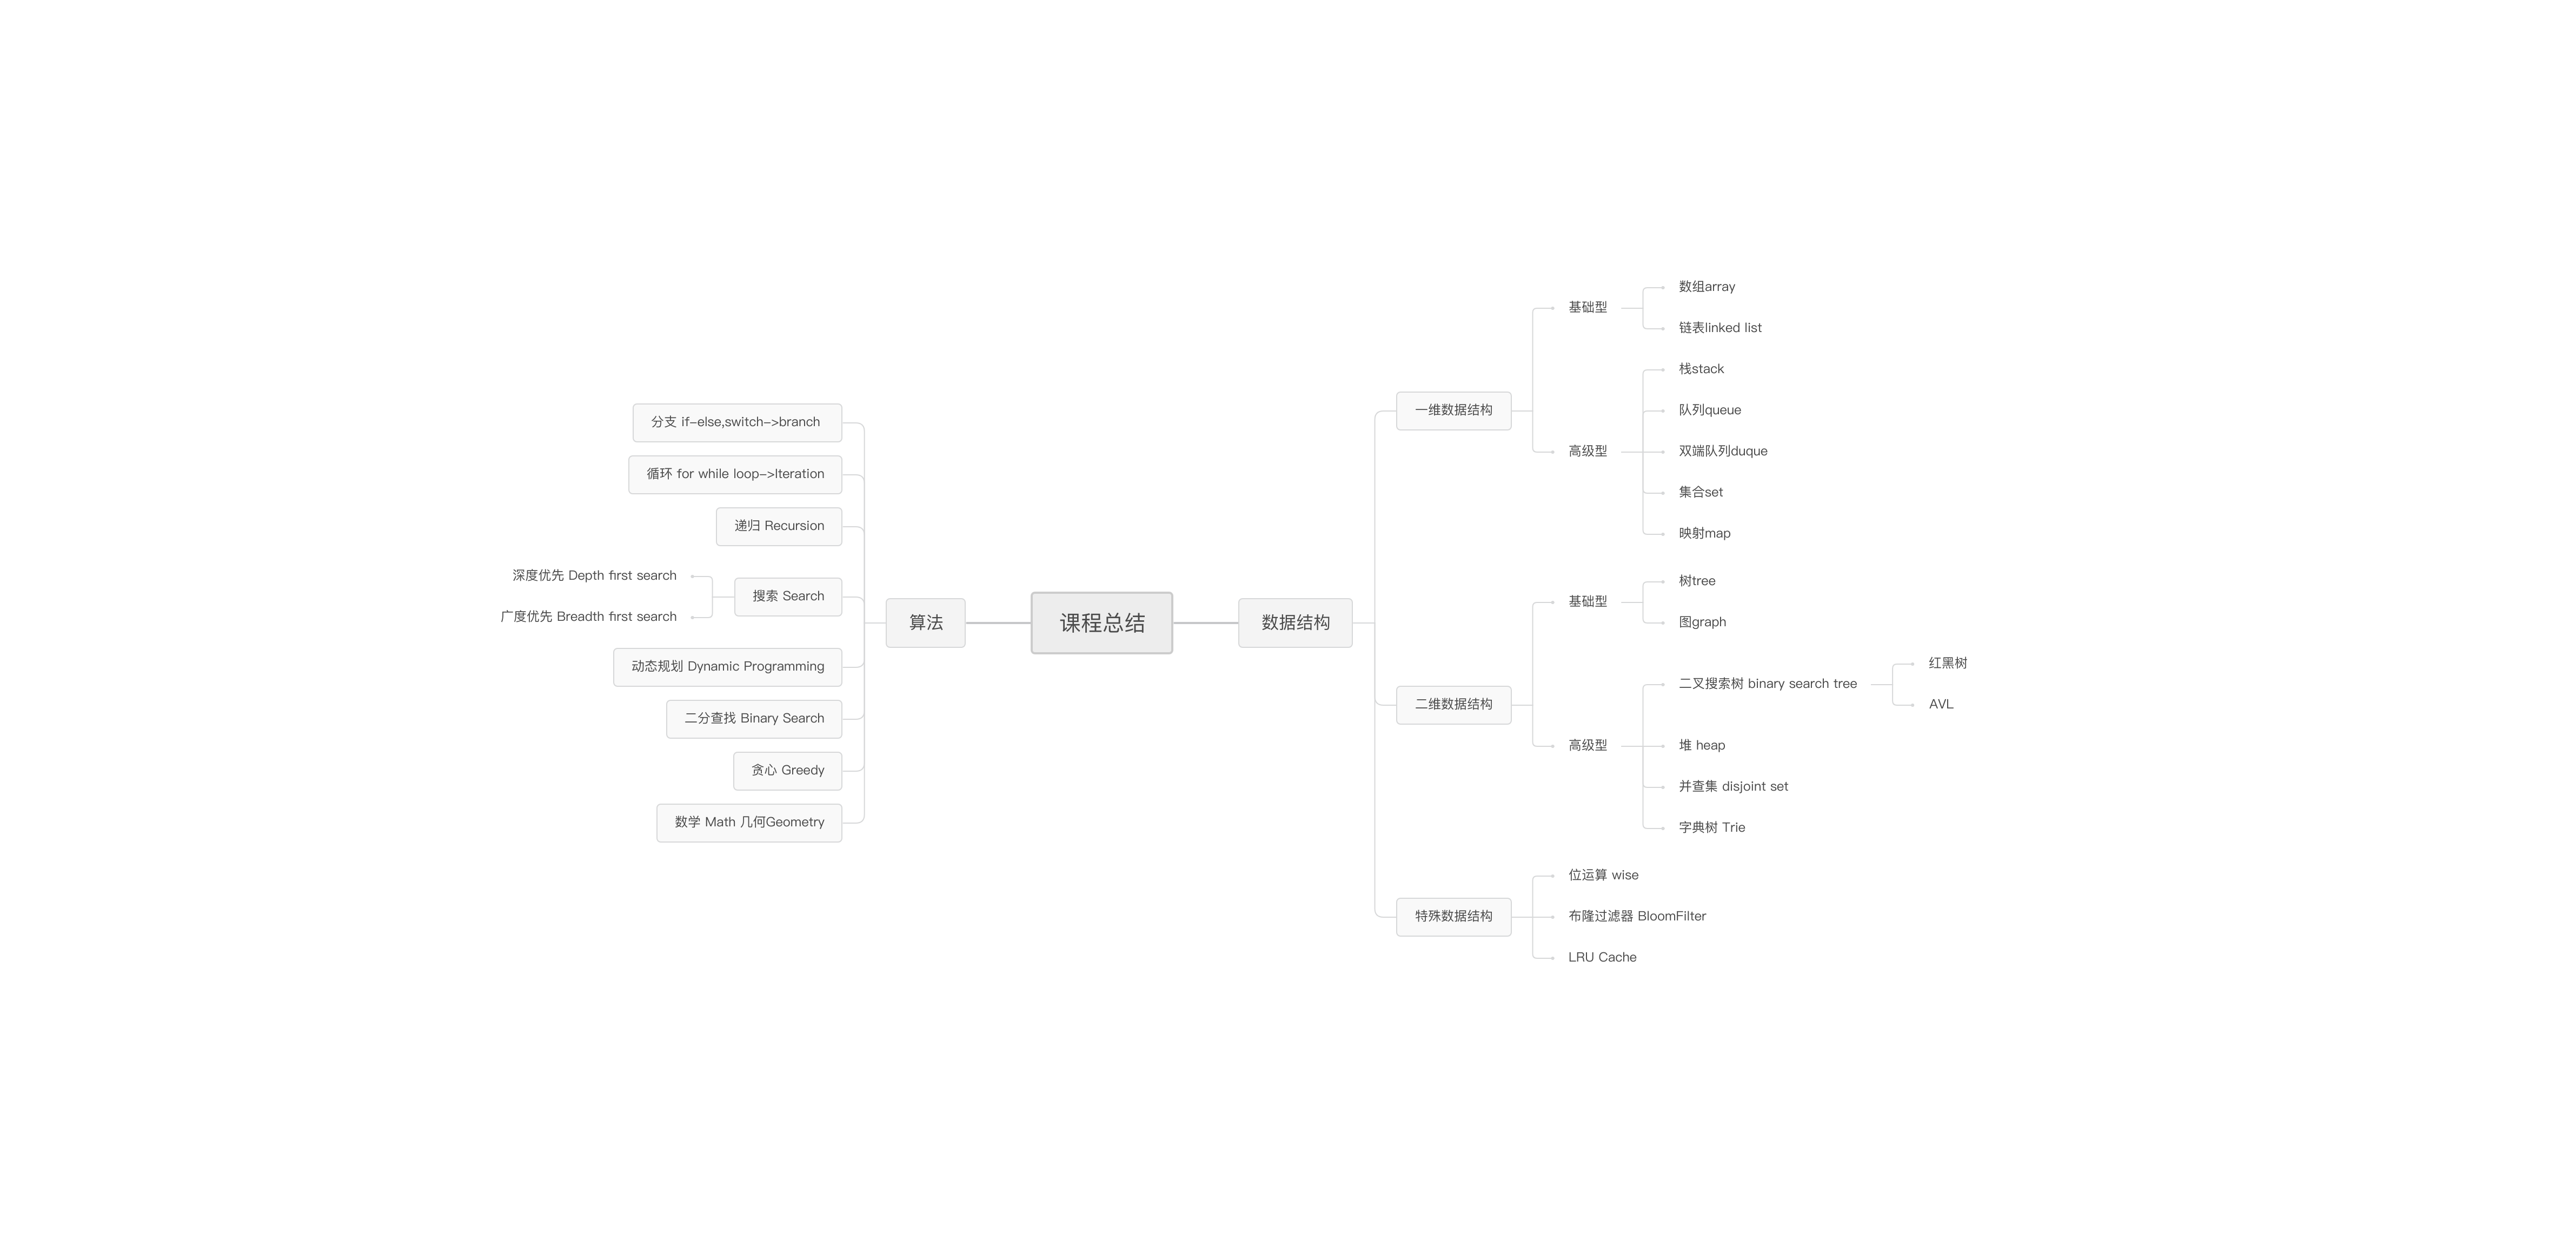 课程总结
算法
分支 if-else,switch->branch
循环 for while loop->Iteration
递归 Recursion
搜索 Search
深度优先 Depth first search
广度优先 Breadth first search
动态规划 Dynamic Programming
二分查找 Binary Search
贪心 Greedy
数学 Math 几何Geometry
数据结构
一维数据结构
基础型
数组array
链表linked list
高级型
栈stack
队列queue
双端队列duque
集合set
映射map
二维数据结构
基础型
树tree
图graph
高级型
二叉搜索树 binary search tree
红黑树
AVL
堆 heap
并查集 disjoint set
字典树 Trie
特殊数据结构
位运算 wise
布隆过滤器 BloomFilter
LRU Cache